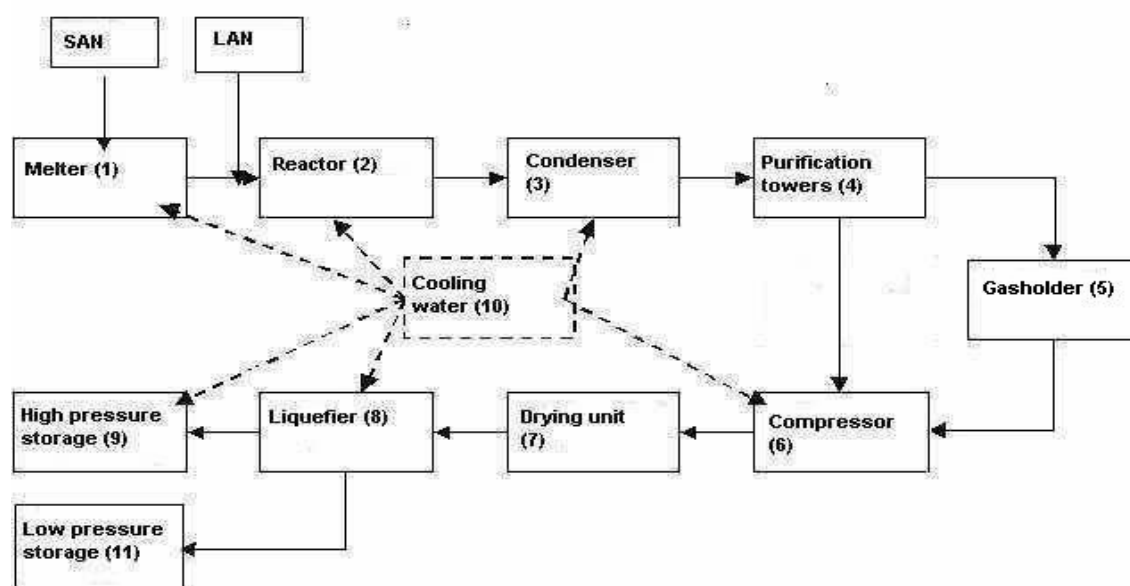 SAN
LAN
Melter (1)
Reactor (2)
Condenser
(3)
Purification
towers (4)
Cooling
water (10)
Gasholder (5)
High pressure
storage (9)
Liquefier (8)
Drying unit
(7)
Compressor
(6)
Low pressure
storage (11)